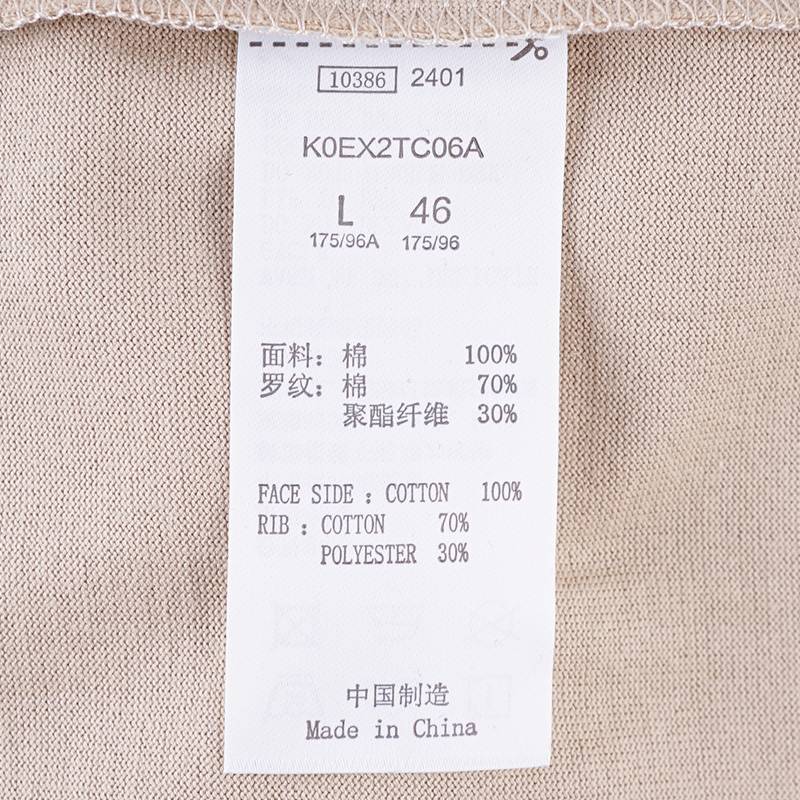 10386 2401
K0EX2TC06A
L 46
175/96A 175/96
面料：棉 100%
罗纹：棉 70%
聚酯纤维 30%
FACE SIDE : COTTON 100%
RIB : COTTON 70%
POLYESTER 30%
中国制造
Made in China